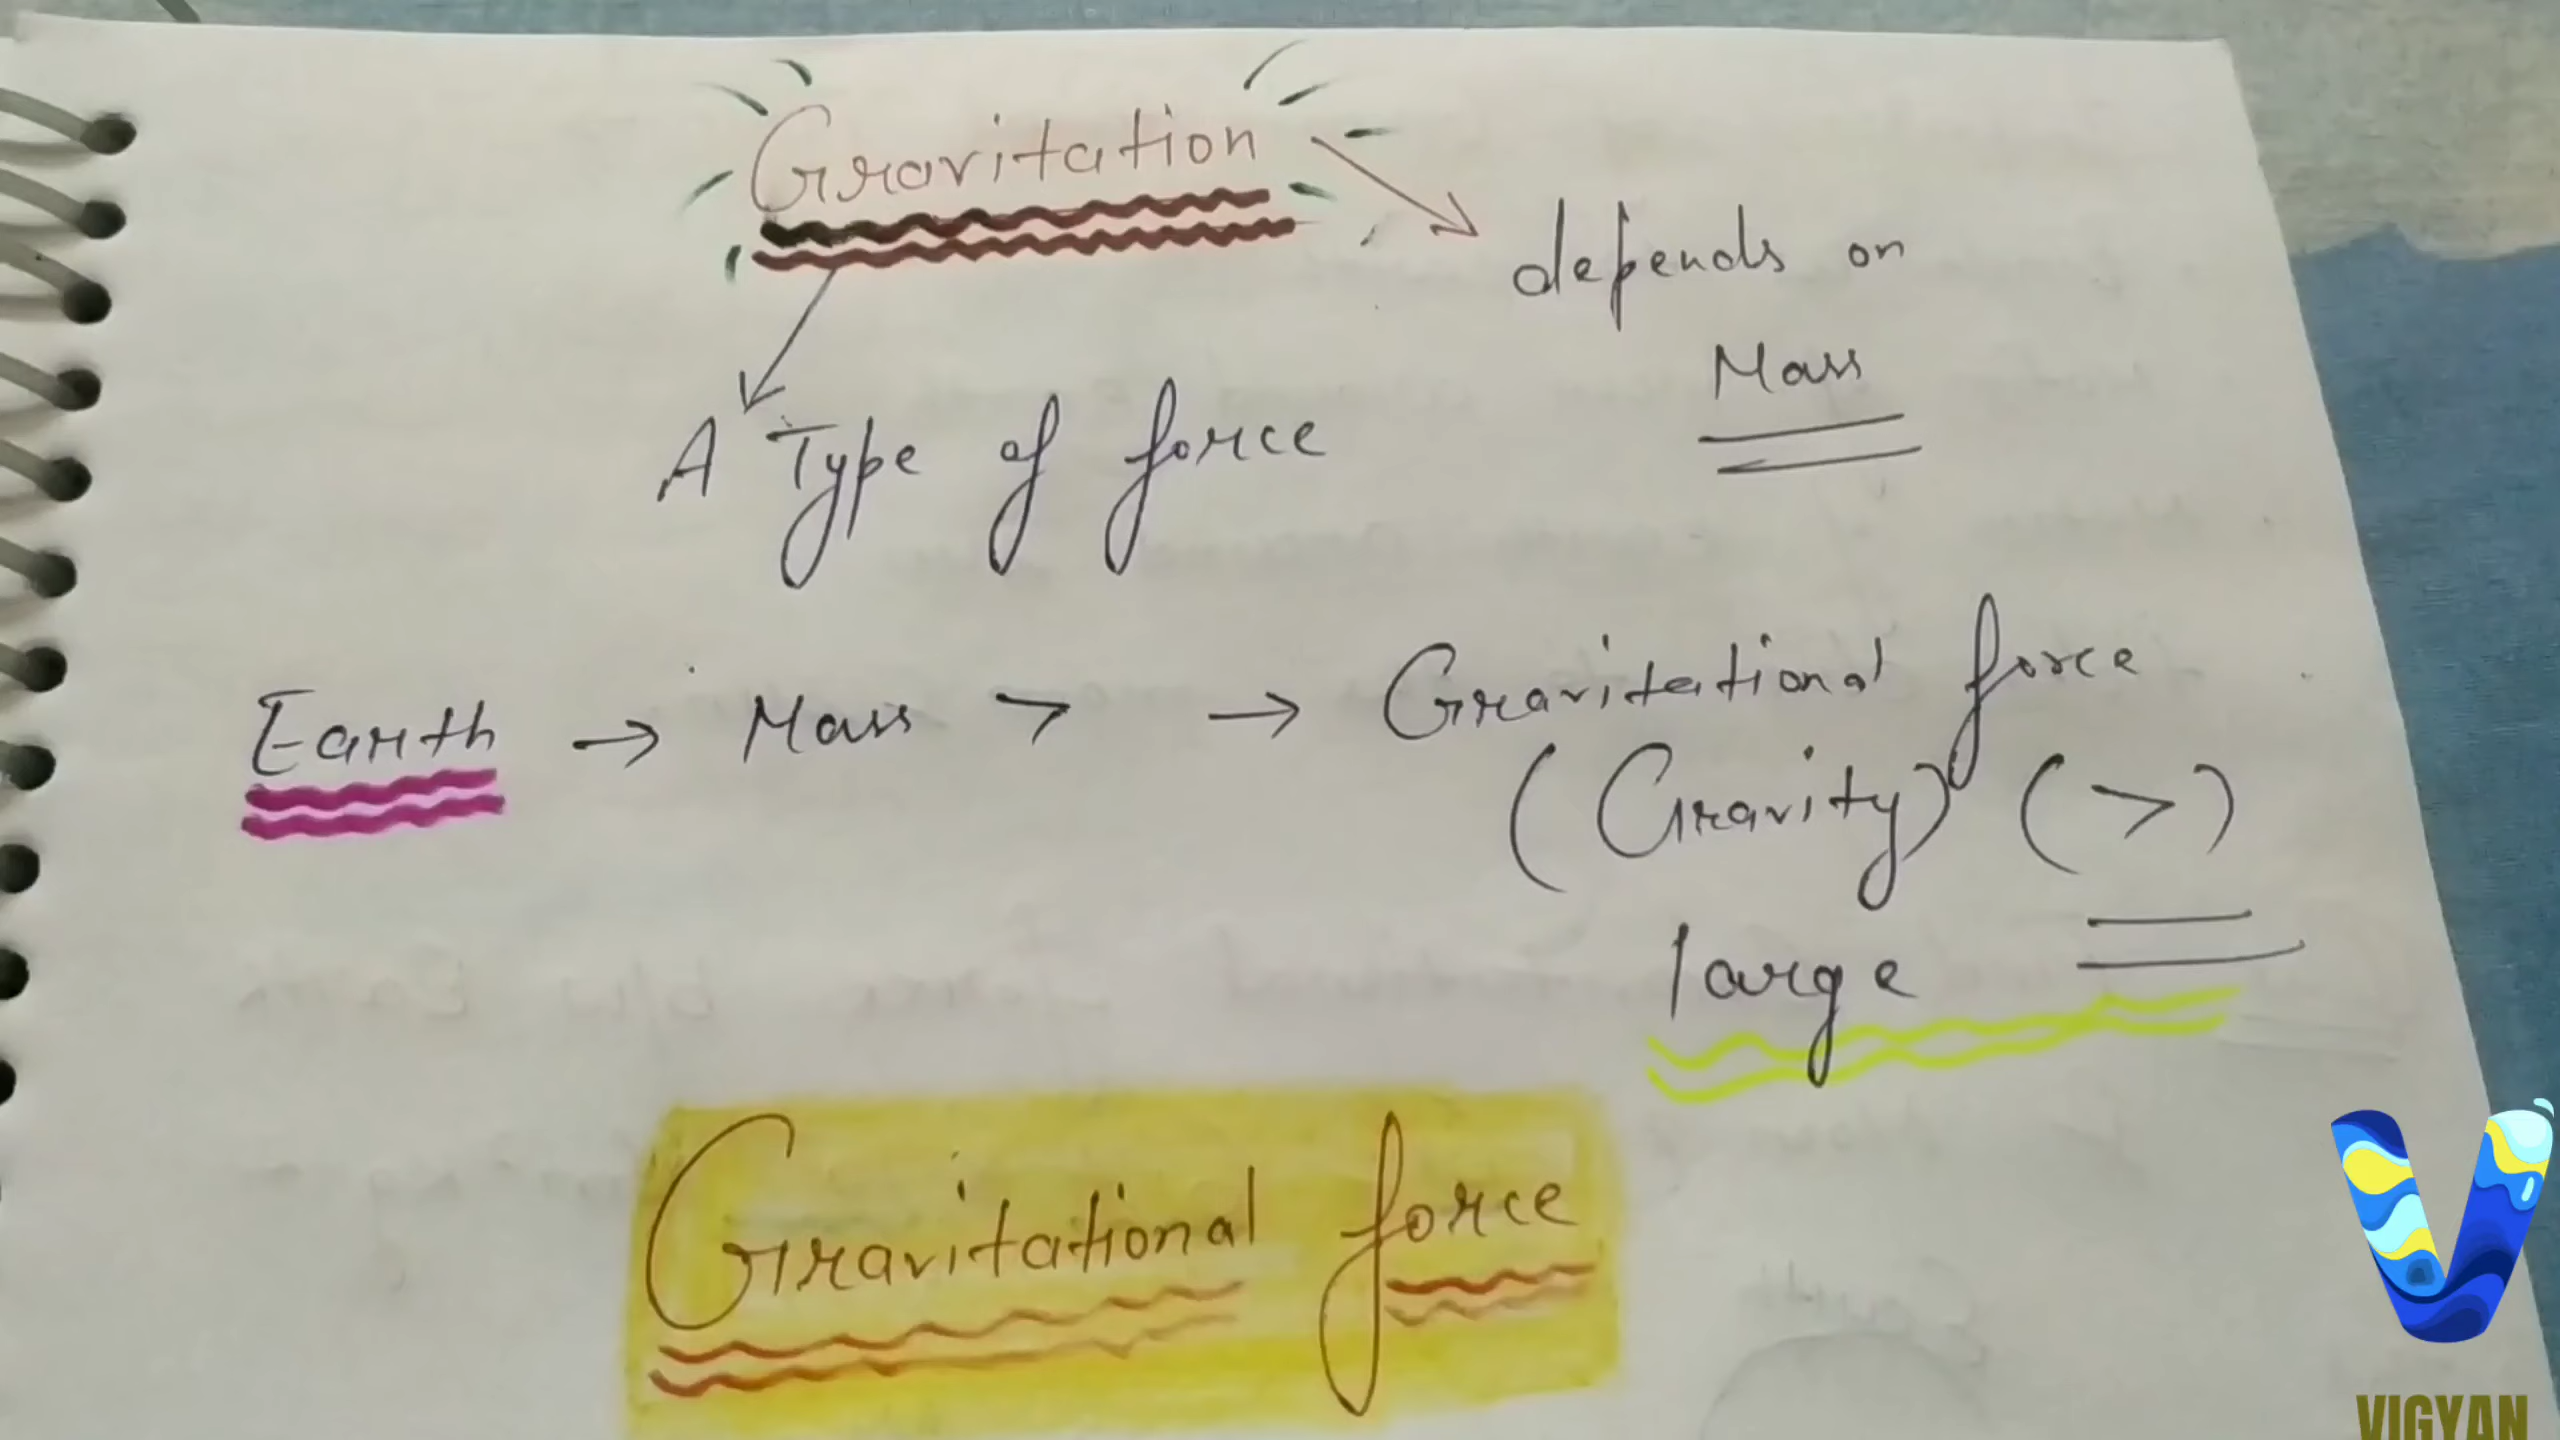 Gravitation
depends on
Mass
A Type of force
Earth → Mass > → Gravitational force
(Gravity) (>)
large
Gravitational force
VIGYAN